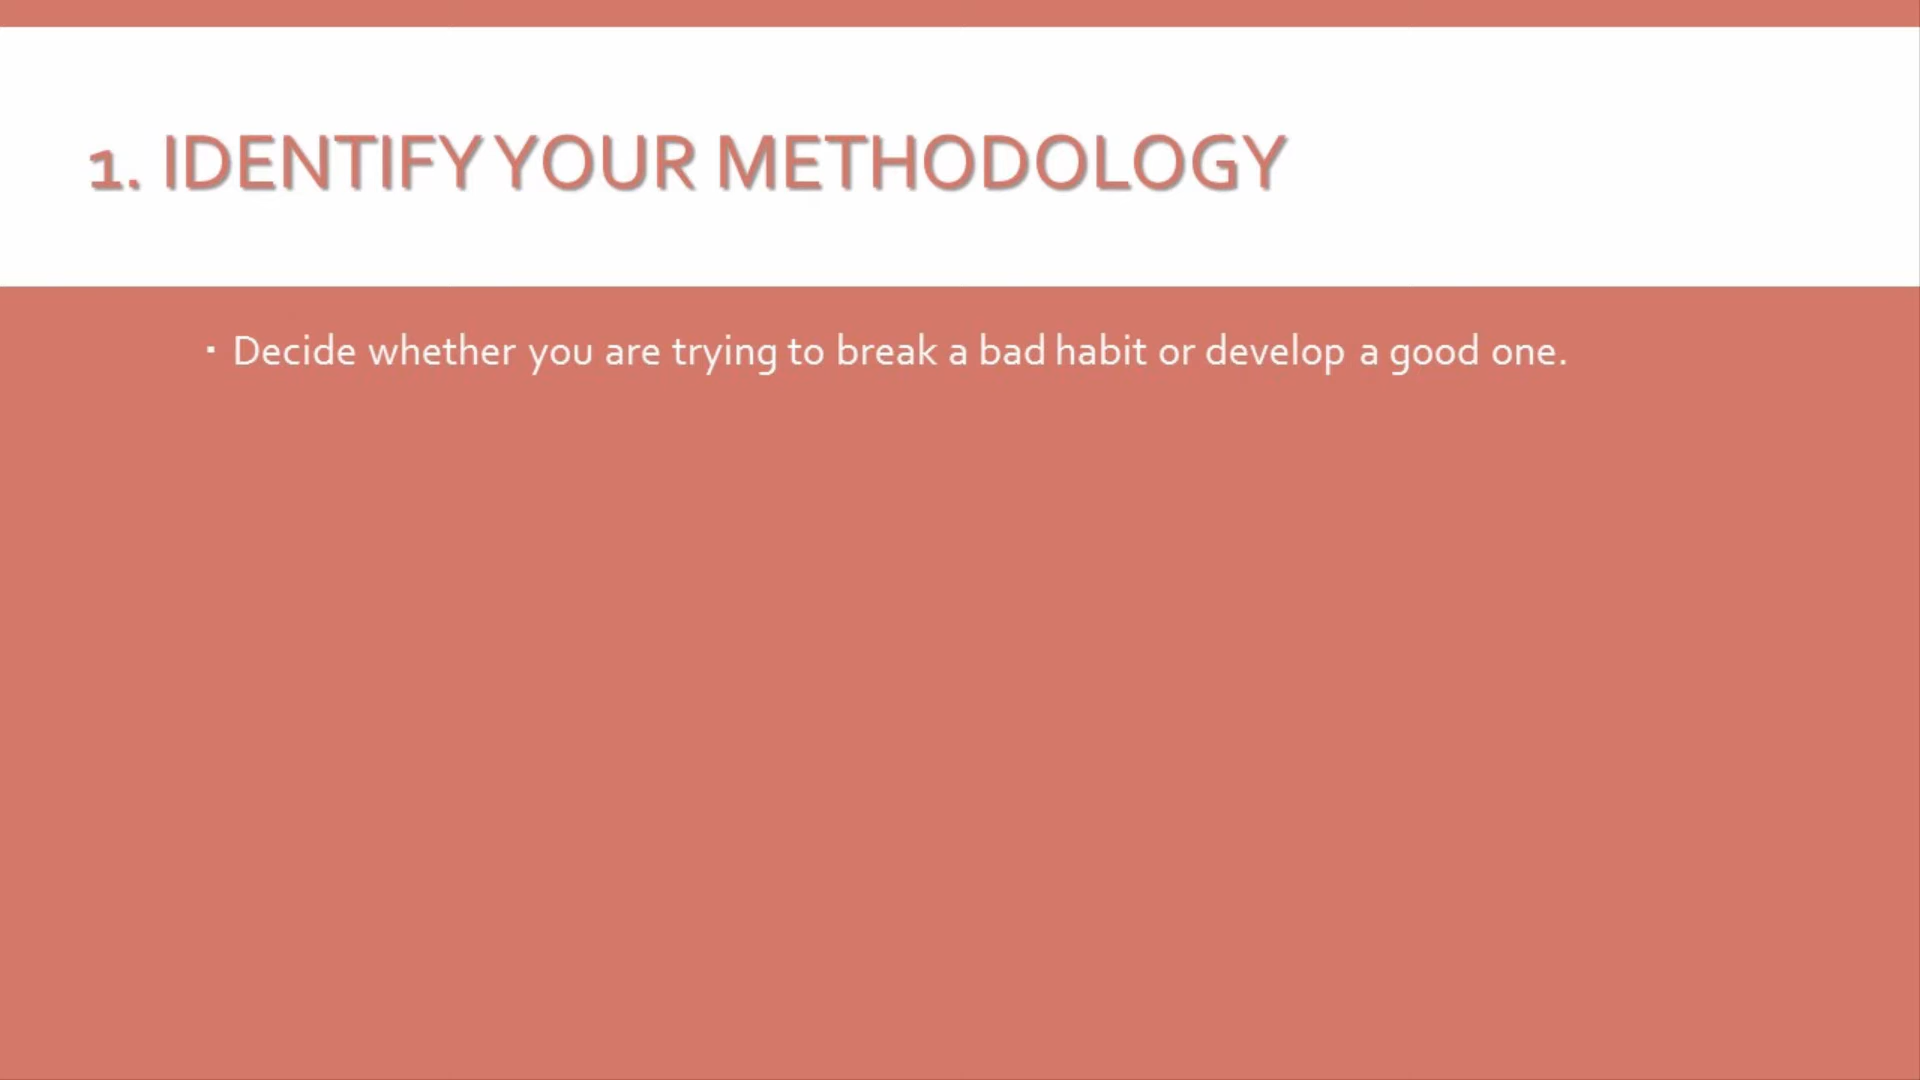 1. IDENTIFY YOUR METHODOLOGY
▪ Decide whether you are trying to break a bad habit or develop a good one.